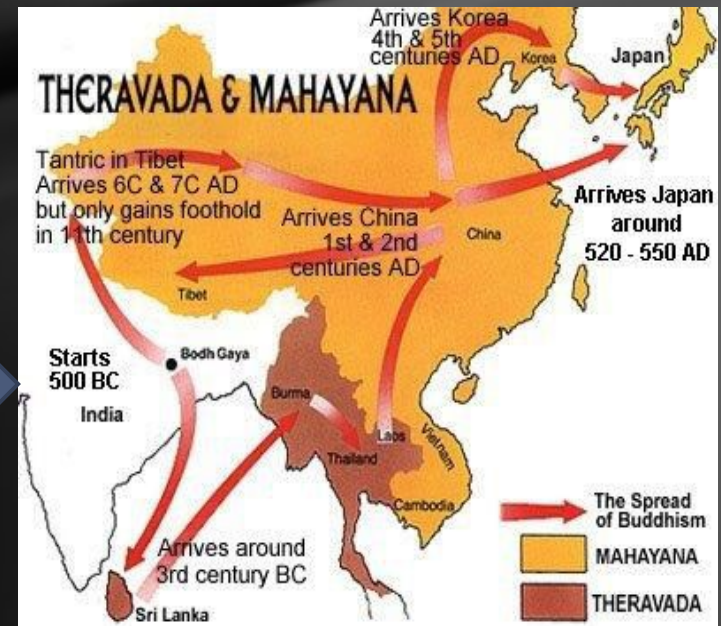 Arrives Korea
4th & 5th
centuries AD
Korea
Japan
THERAVADA & MAHAYANA
Tantric in Tibet
Arrives 6C & 7C AD
but only gains foothold
in 11th century
Arrives China
1st & 2nd
centuries AD
China
Arrives Japan
around
520 - 550 AD
Tibet
Starts
500 BC
Bodh Gaya
India
Burma
Laos
Thailand
Vietnam
Cambodia
Arrives around
3rd century BC
Sri Lanka
The Spread
of Buddhism
MAHAYANA
THERAVADA